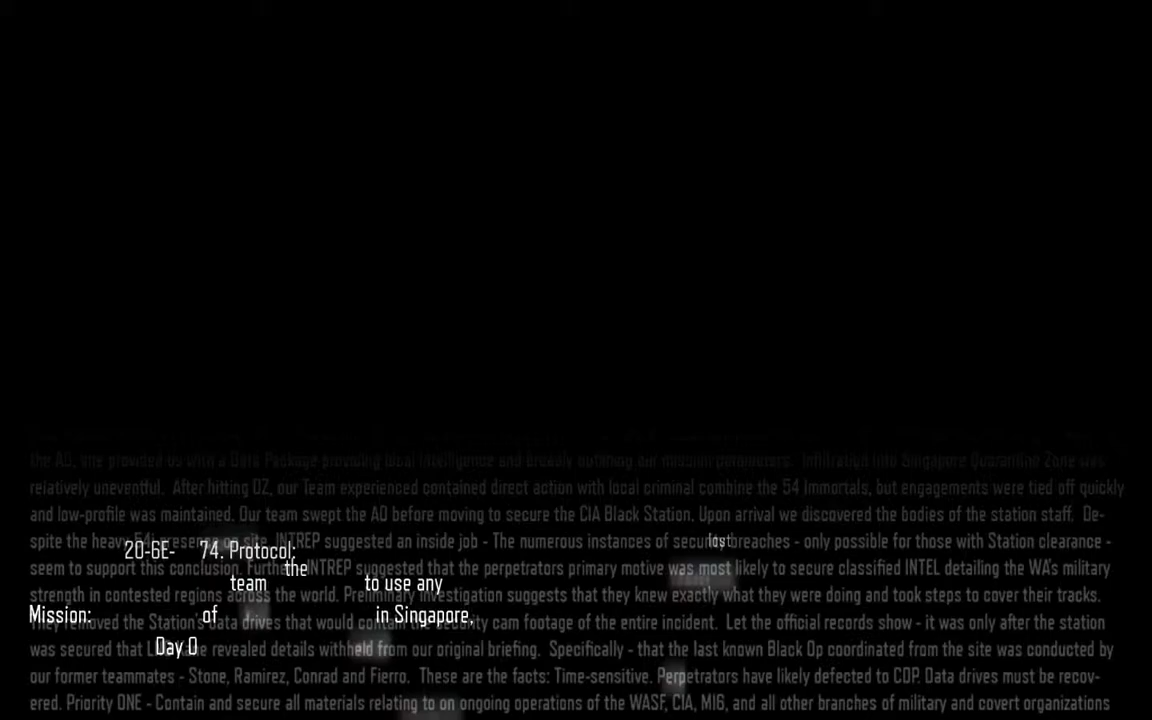 the AO, she provided us with a Data Package providing local intelligence and broadly outlining our mission parameters. Infiltration into Singapore Quarantine Zone was
relatively uneventful. After hitting DZ, our Team experienced contained direct action with local criminal combine the 54 Immortals, but engagements were tied off quickly
and low-profile was maintained. Our team swept the AO before moving to secure the CIA Black Station. Upon arrival we discovered the bodies of the station staff. De-
spite the heavy 54 presence on site, INTREP suggested an inside job - The numerous instances of security breaches - only possible for those with Station clearance -
last
20-6E- 74. Protocol:
seem to support this conclusion. Further INTREP suggested that the perpetrators primary motive was most likely to secure classified INTEL detailing the WA's military
the
team to use any
strength in contested regions across the world. Preliminary investigation suggests that they knew exactly what they were doing and took steps to cover their tracks.
Mission: of in Singapore,
They removed the Station's data drives that would contain the security cam footage of the entire incident. Let the official records show - it was only after the station
Day 0
was secured that revealed details withheld from our original briefing. Specifically - that the last known Black Op coordinated from the site was conducted by
our former teammates - Stone, Ramirez, Conrad and Fierro. These are the facts: Time-sensitive. Perpetrators have likely defected to CDP. Data drives must be recov-
ered. Priority ONE - Contain and secure all materials relating to on ongoing operations of the WASF, CIA, MI6, and all other branches of military and covert organizations